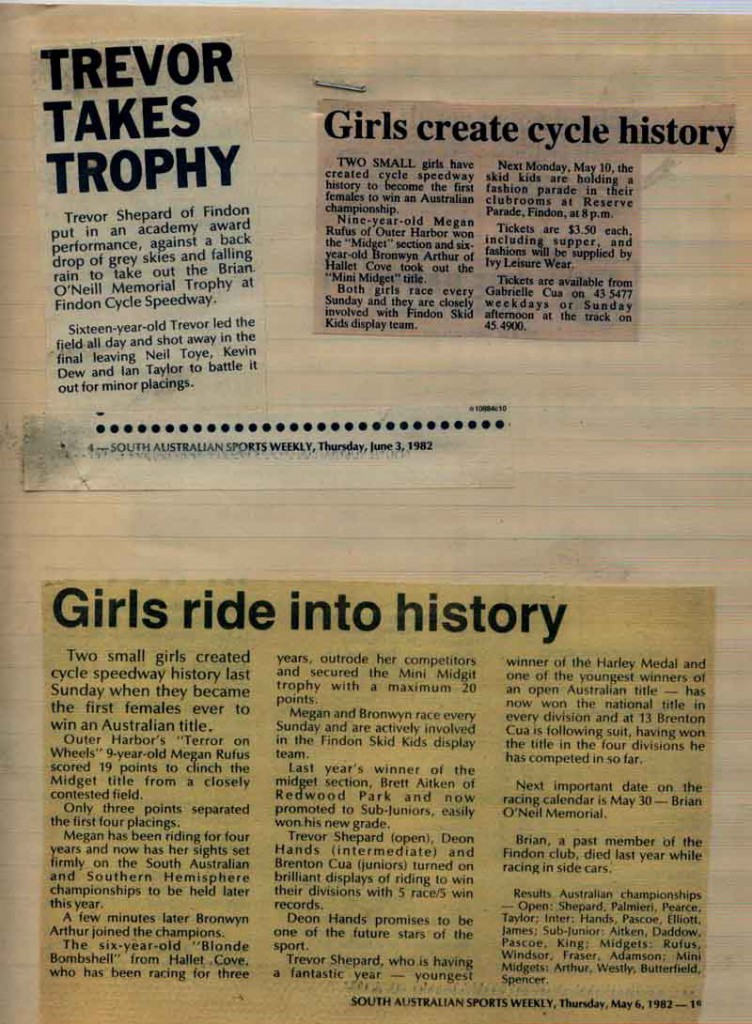 TREVOR
TAKES
TROPHY
Trevor Shepard of Findon
put in an academy award
performance, against a back
drop of grey skies and falling
rain to take out the Brian
O'Neill Memorial Trophy at
Findon Cycle Speedway.
Sixteen-year-old Trevor led the
field all day and shot away in the
final leaving Neil Toye, Kevin
Dew and Ian Taylor to battle it
out for minor placings.
4 — SOUTH AUSTRALIAN SPORTS WEEKLY, Thursday, June 3, 1982
Girls create cycle history
TWO SMALL girls have
created cycle speedway
history to become the first
females to win an Australian
championship.
Nine-year-old Megan
Rufus of Outer Harbor won
the "Midget" section and six-
year-old Bronwyn Arthur of
Hallet Cove took out the
"Mini Midget" title.
Both girls race every
Sunday and they are closely
involved with Findon Skid
Kids display team.
Next Monday, May 10, the
skid kids are holding a
fashion parade in their
clubrooms at Reserve
Parade, Findon, at 8 p.m.
Tickets are $3.50 each,
including supper, and
fashions will be supplied by
Ivy Leisure Wear.
Tickets are available from
Gabrielle Cua on 43 5477
weekdays or Sunday
afternoon at the track on
45 4900.
Girls ride into history
Two small girls created
cycle speedway history last
Sunday when they became
the first females ever to
win an Australian title.
Outer Harbor's "Terror on
Wheels" 9-year-old Megan Rufus
scored 19 points to clinch the
Midget title from a closely
contested field.
Only three points separated
the first four placings.
Megan has been riding for four
years and now has her sights set
firmly on the South Australian
and Southern Hemisphere
championships to be held later
this year.
A few minutes later Bronwyn
Arthur joined the champions.
The six-year-old "Blonde
Bombshell" from Hallet Cove,
who has been racing for three
years, outrode her competitors
and secured the Mini Midgit
trophy with a maximum 20
points.
Megan and Bronwyn race every
Sunday and are actively involved
in the Findon Skid Kids display
team.
Last year's winner of the
midget section, Brett Aitken of
Redwood Park and now
promoted to Sub-Juniors, easily
won his new grade.
Trevor Shepard (open), Deon
Hands (intermediate) and
Brenton Cua (juniors) turned on
brilliant displays of riding to win
their divisions with 5 race/5 win
records.
Deon Hands promises to be
one of the future stars of the
sport.
Trevor Shepard, who is having
a fantastic year — youngest
winner of the Harley Medal and
one of the youngest winners of
an open Australian title — has
now won the national title in
every division and at 13 Brenton
Cua is following suit, having won
the title in the four divisions he
has competed in so far.
Next important date on the
racing calendar is May 30 — Brian
O'Neil Memorial.
Brian, a past member of the
Findon club, died last year while
racing in side cars.
Results Australian championships
— Open: Shepard, Palmieri, Pearce,
Taylor; Inter: Hands, Pascoe, Elliott,
James; Sub-Junior: Aitken, Daddow,
Pascoe, King; Midgets: Rufus,
Windsor, Fraser, Adamson; Mini
Midgets: Arthur, Westly, Butterfield,
Spencer.
SOUTH AUSTRALIAN SPORTS WEEKLY, Thursday, May 6, 1982 —